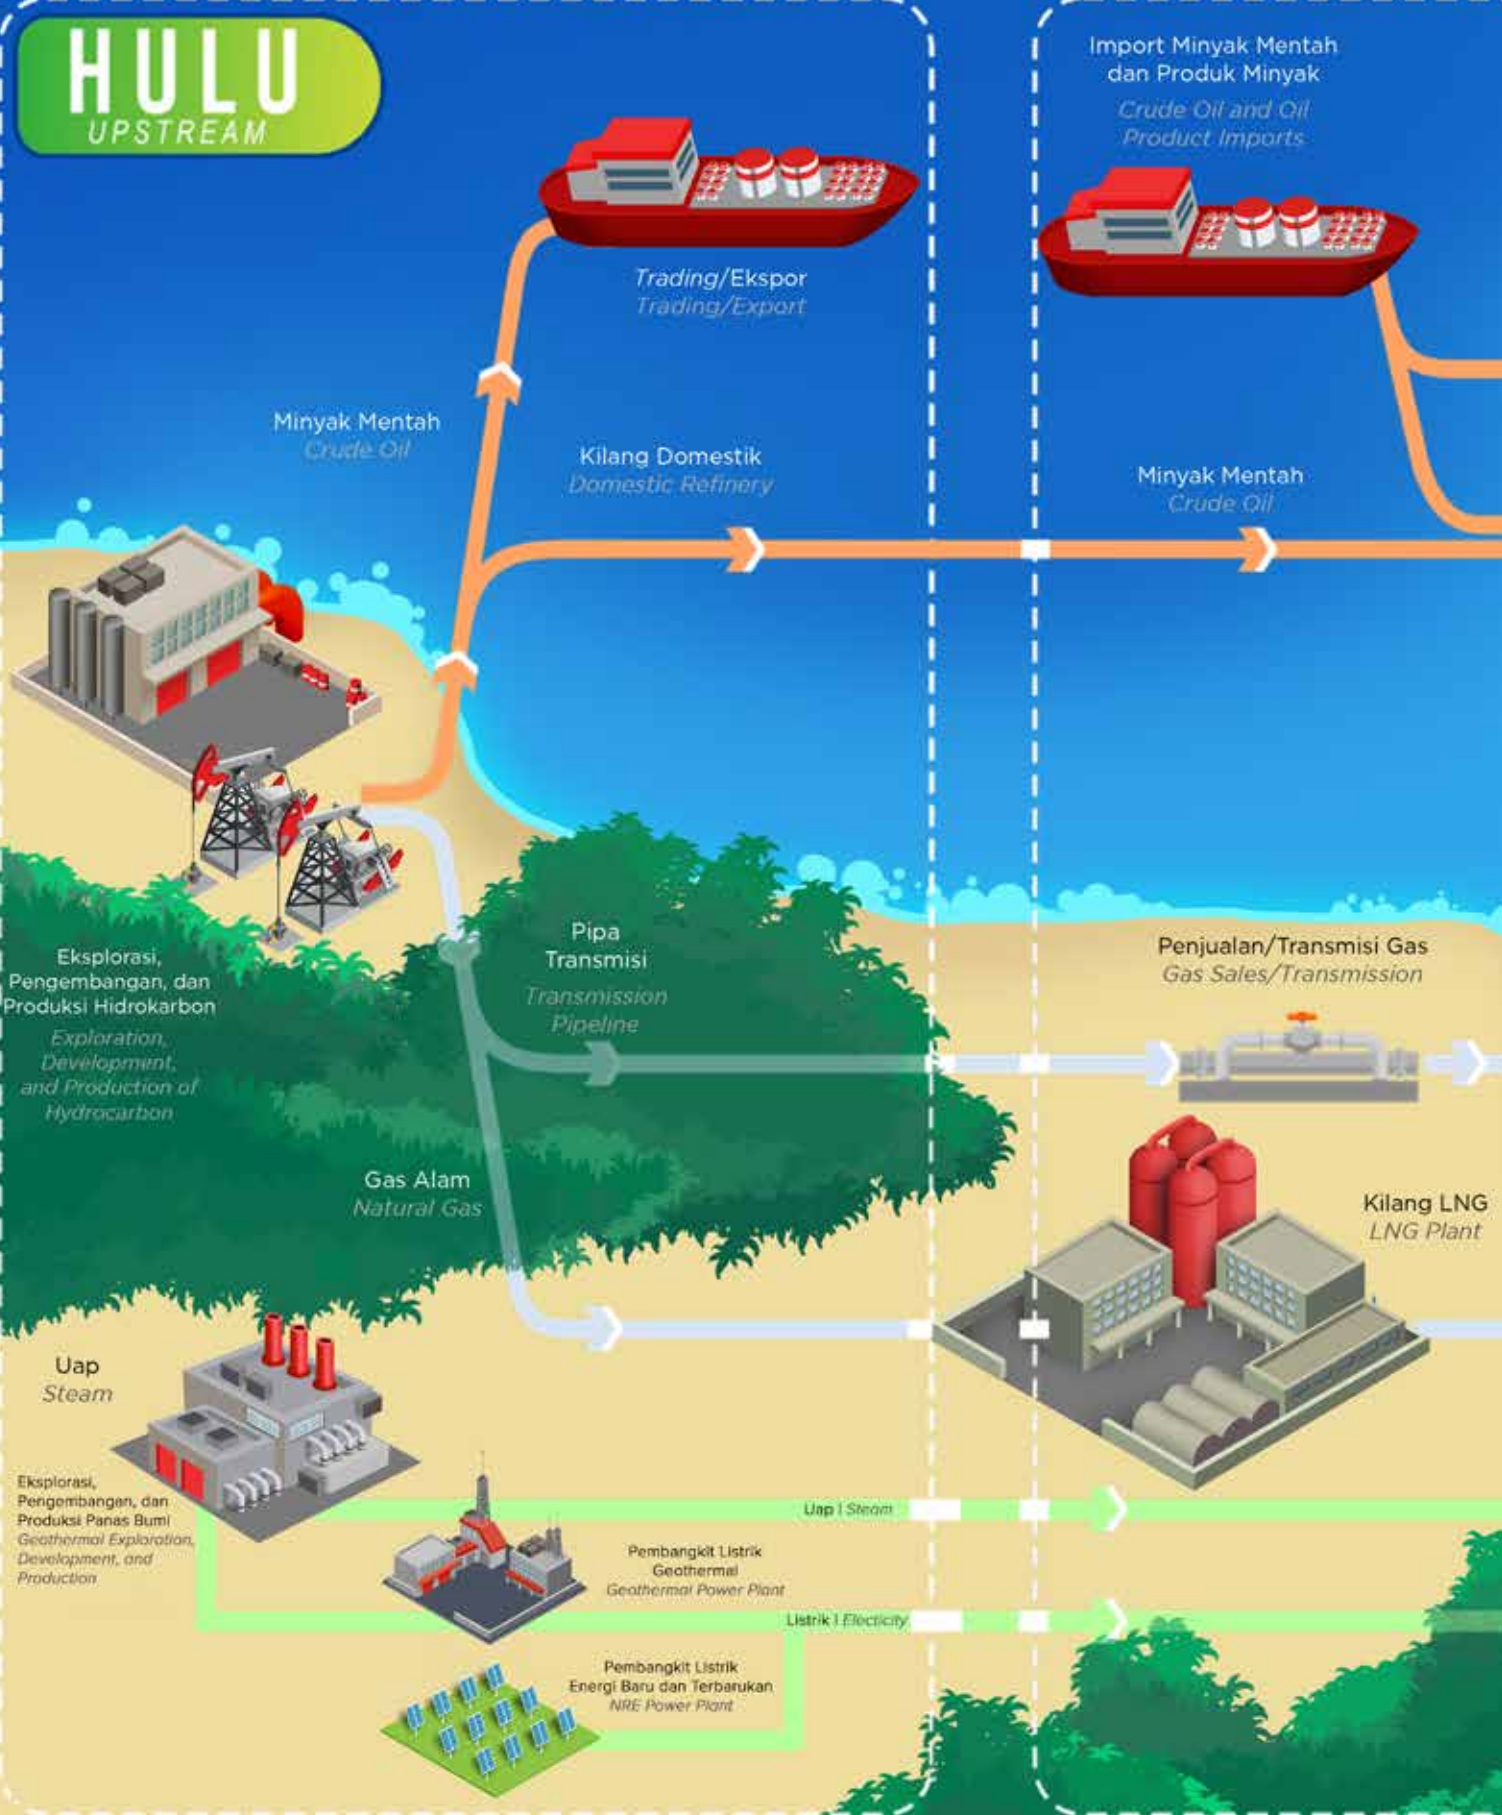 HULU
UPSTREAM
Import Minyak Mentah
dan Produk Minyak
Crude Oil and Oil
Product Imports
Trading/Ekspor
Trading/Export
Minyak Mentah
Crude Oil
Kilang Domestik
Domestic Refinery
Minyak Mentah
Crude Oil
Eksplorasi,
Pengembangan, dan
Produksi Hidrokarbon
Exploration,
Development,
and Production of
Hydrocarbon
Pipa
Transmisi
Transmission
Pipeline
Penjualan/Transmisi Gas
Gas Sales/Transmission
Gas Alam
Natural Gas
Kilang LNG
LNG Plant
Uap
Steam
Eksplorasi,
Pengembangan, dan
Produksi Panas Bumi
Geothermal Exploration,
Development, and
Production
Uap | Steam
Pembangkit Listrik
Geothermal
Geothermal Power Plant
Listrik | Electicity
Pembangkit Listrik
Energi Baru dan Terbarukan
NRE Power Plant